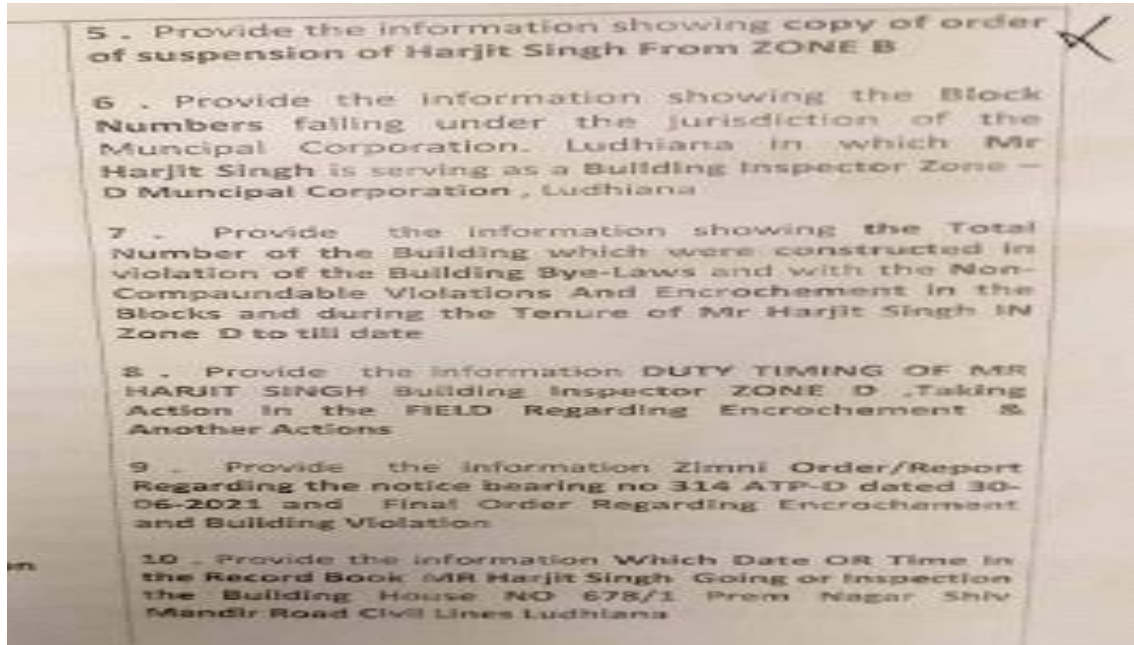 5 . Provide the information showing copy of order
of suspension of Harjit Singh From ZONE B
6 . Provide the information showing the Block
Numbers falling under the jurisdiction of the
Muncipal Corporation. Ludhiana in which Mr
Harjit Singh is serving as a Building Inspector Zone –
D Muncipal Corporation , Ludhiana
7 . Provide the information showing the Total
Number of the Building which were constructed in
violation of the Building Bye-Laws and with the Non-
Compaundable Violations And Encrochement in the
Blocks and during the Tenure of Mr Harjit Singh IN
Zone D to till date
8 . Provide the information DUTY TIMING OF MR
HARJIT SINGH Building Inspector ZONE D ,Taking
Action in the FIELD Regarding Encrochement &
Another Actions
9 . Provide the information Zimni Order/Report
Regarding the notice bearing no 314 ATP-D dated 30-
06-2021 and Final Order Regarding Encrochement
and Building Violation
on
10 . Provide the information Which Date OR Time In
the Record Book MR Harjit Singh Going or Inspection
the Building House NO 678/1 Prem Nagar Shiv
Mandir Road Civil Lines Ludhiana